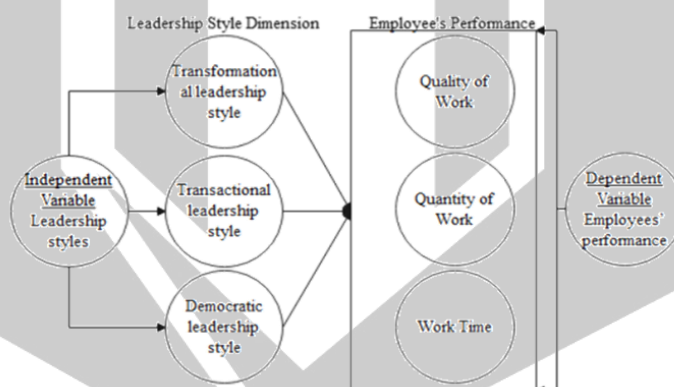 Leadership Style Dimension
Employee's Performance
Transformation
al leadership
style
Quality of
Work
Independent
Variable
Leadership
styles
Transactional
leadership
style
Quantity of
Work
Dependent
Variable
Employees'
performance
Democratic
leadership
style
Work Time